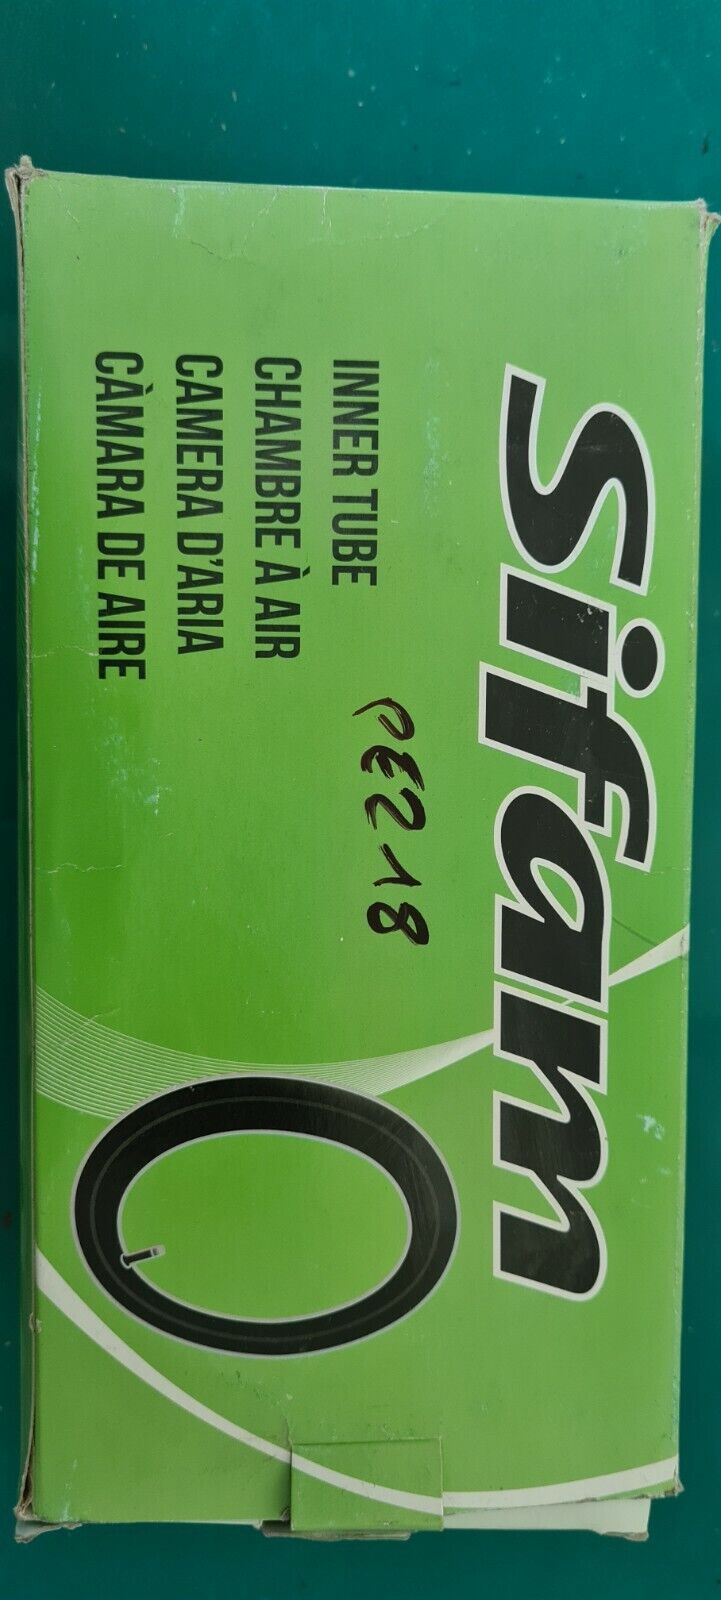 Sifam
INNER TUBE
CHAMBRE À AIR
CAMERA D'ARIA
CÀMARA DE AIRE
PE218